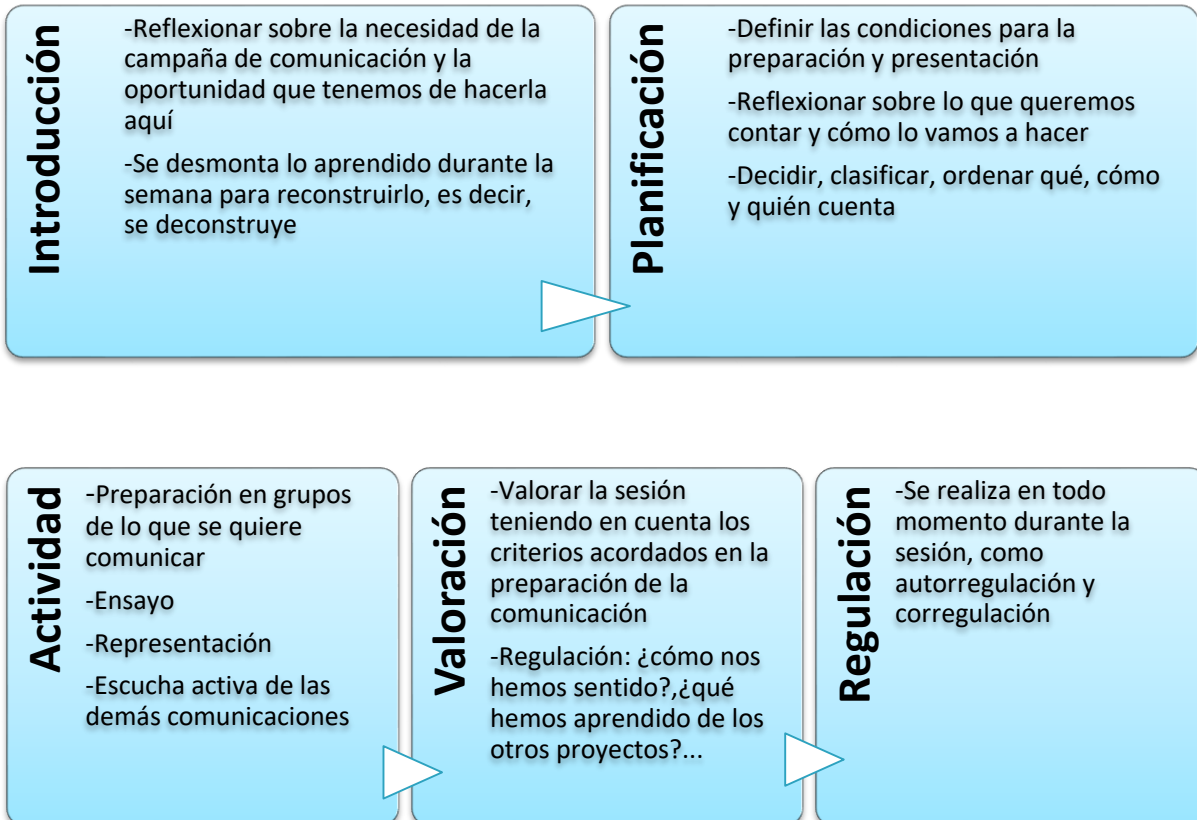 Introducción
-Reflexionar sobre la necesidad de la
campaña de comunicación y la
oportunidad que tenemos de hacerla
aquí
-Se desmonta lo aprendido durante la
semana para reconstruirlo, es decir,
se deconstruye
Planificación
-Definir las condiciones para la
preparación y presentación
-Reflexionar sobre lo que queremos
contar y cómo lo vamos a hacer
-Decidir, clasificar, ordenar qué, cómo
y quién cuenta
Actividad
-Preparación en grupos
de lo que se quiere
comunicar
-Ensayo
-Representación
-Escucha activa de las
demás comunicaciones
Valoración
-Valorar la sesión
teniendo en cuenta los
criterios acordados en la
preparación de la
comunicación
-Regulación: ¿cómo nos
hemos sentido?,¿qué
hemos aprendido de los
otros proyectos?...
Regulación
-Se realiza en todo
momento durante la
sesión, como
autorregulación y
corregulación